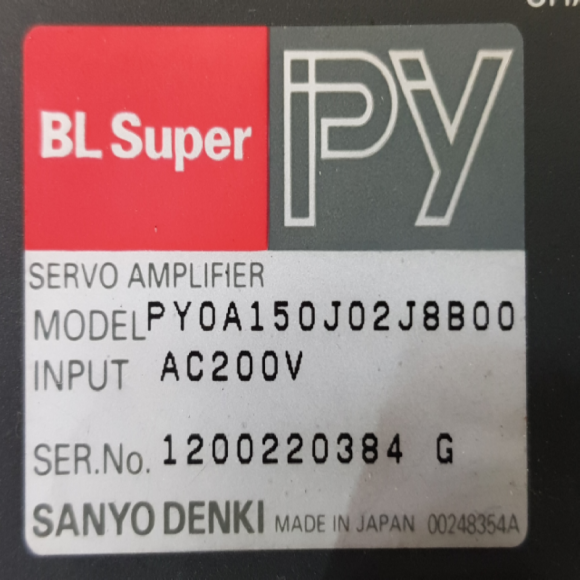 BL Super PY
SERVO AMPLIFIER
MODEL PY0A150J02J8B00
INPUT AC200V
SER.No. 1200220384 G
SANYO DENKI MADE IN JAPAN 00248354A